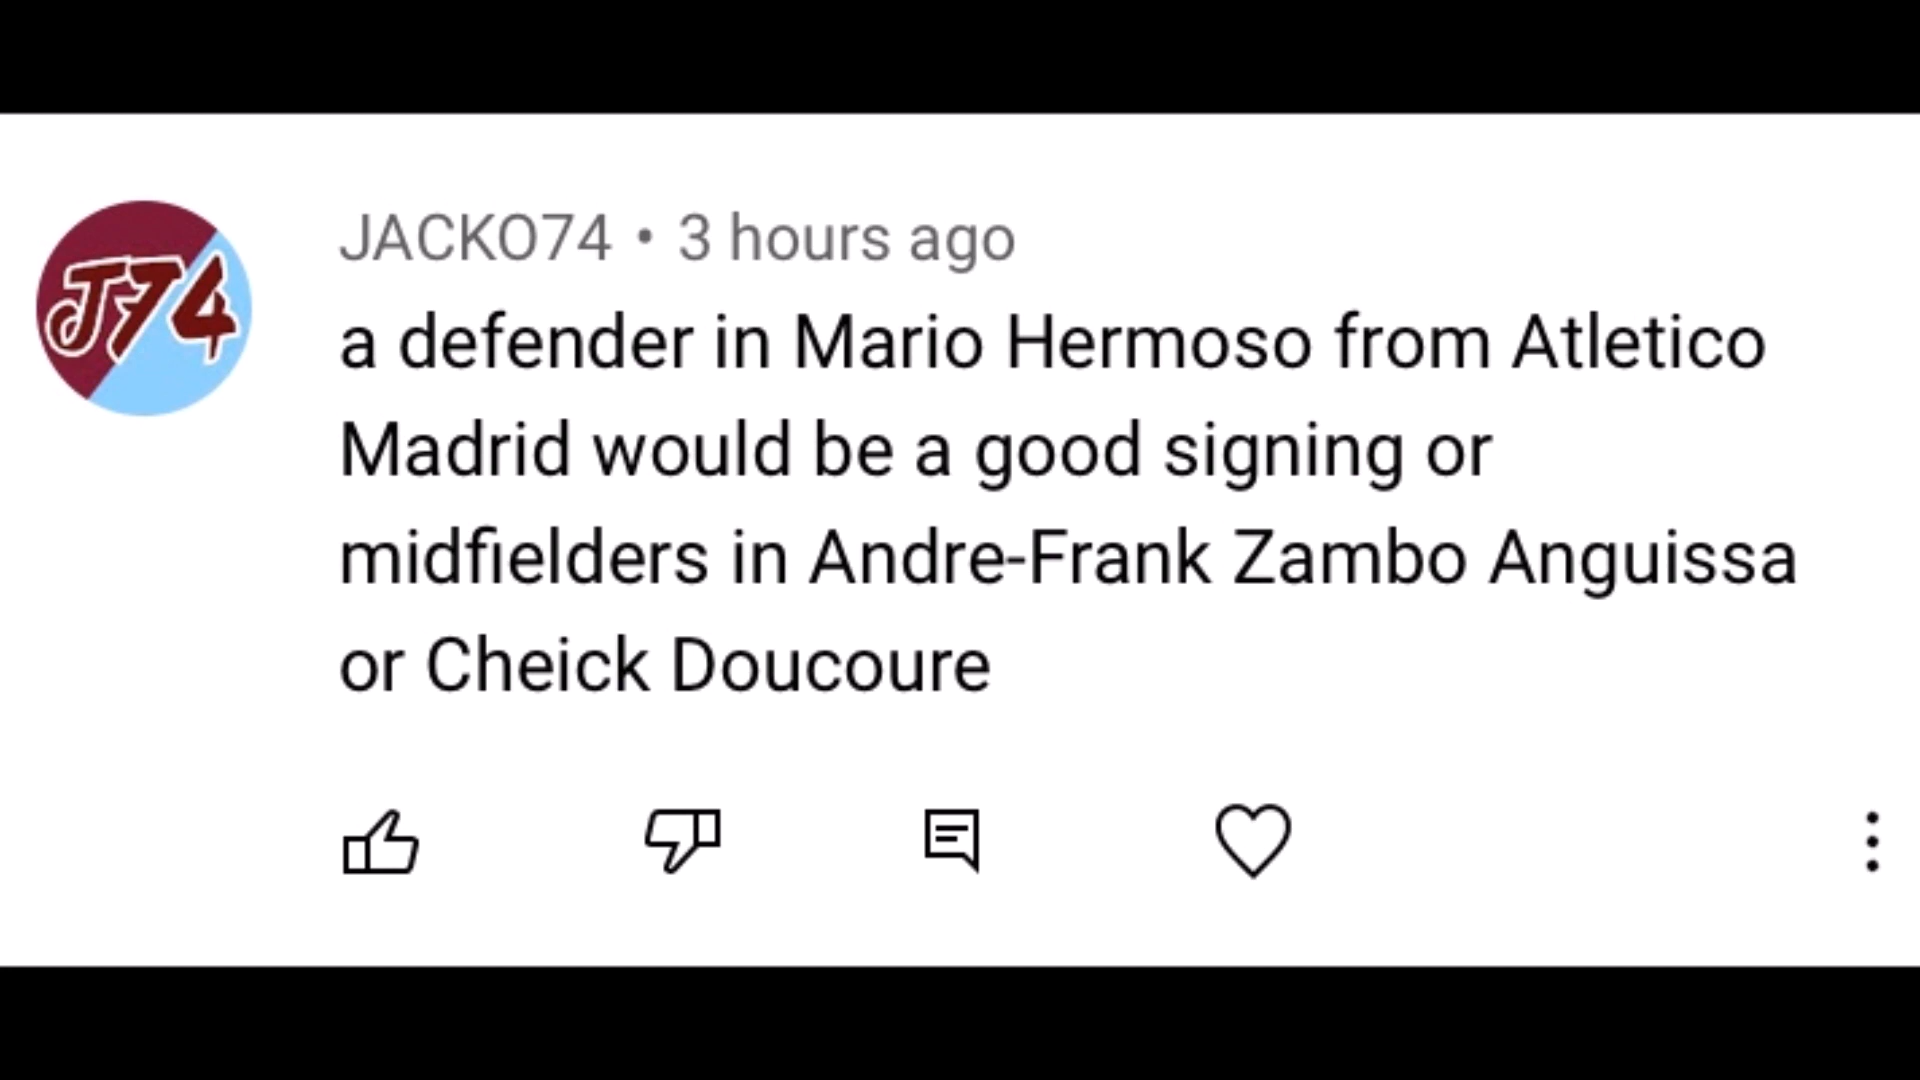 JACKO74 • 3 hours ago
J74
a defender in Mario Hermoso from Atletico
Madrid would be a good signing or
midfielders in Andre-Frank Zambo Anguissa
or Cheick Doucoure